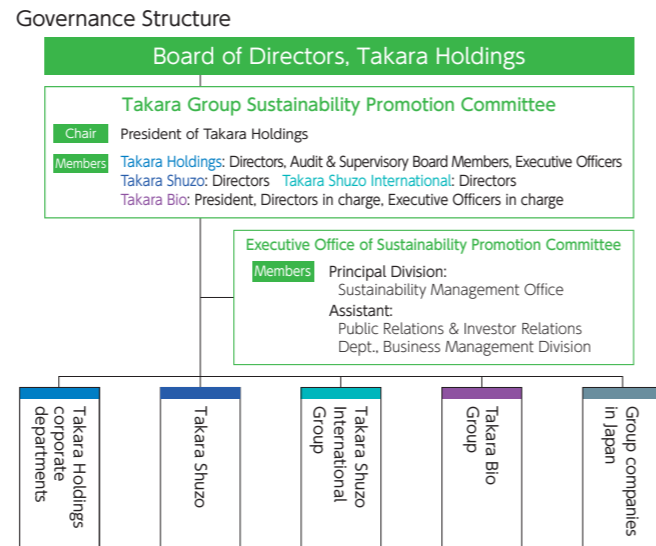 Governance Structure
Board of Directors, Takara Holdings
Takara Group Sustainability Promotion Committee
Chair President of Takara Holdings
Members Takara Holdings: Directors, Audit & Supervisory Board Members, Executive Officers
Takara Shuzo: Directors Takara Shuzo International: Directors
Takara Bio: President, Directors in charge, Executive Officers in charge
Executive Office of Sustainability Promotion Committee
Members Principal Division:
Sustainability Management Office
Assistant:
Public Relations & Investor Relations
Dept., Business Management Division
Takara Holdings
corporate
departments
Takara Shuzo
Takara Shuzo
International
Group
Takara Bio
Group
Group companies
in Japan